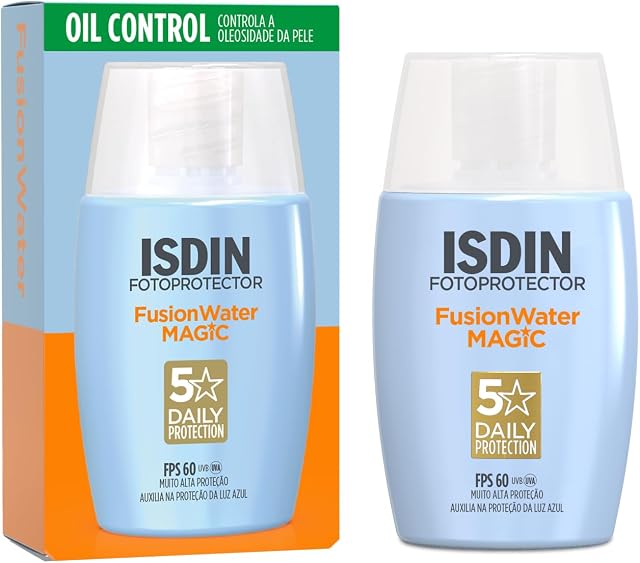 OIL CONTROL CONTROLA A
OLEOSIDADE DA PELE
FusionWater
ISDIN
FOTOPROTECTOR
FusionWater
MAGIC
5
DAILY
PROTECTION
FPS 60 UVB UVA
MUITO ALTA PROTEÇÃO
AUXILIA NA PROTEÇÃO DA LUZ AZUL
ISDIN
FOTOPROTECTOR
FusionWater
MAGIC
5
DAILY
PROTECTION
FPS 60 UVB UVA
MUITO ALTA PROTEÇÃO
AUXILIA NA PROTEÇÃO DA LUZ AZUL